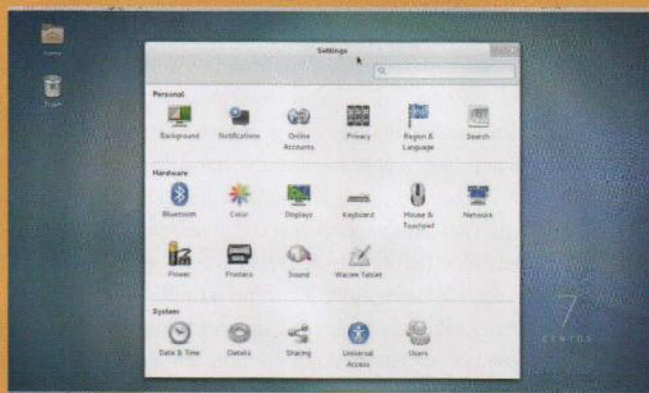 Home
Trash
Settings
Personal
Background
Notifications
Online
Accounts
Privacy
Region &
Language
Search
Hardware
Bluetooth
Color
Displays
Keyboard
Mouse &
Touchpad
Network
Power
Printers
Sound
Wacom Tablet
System
Date & Time
Details
Sharing
Universal
Access
Users
7
CENTOS